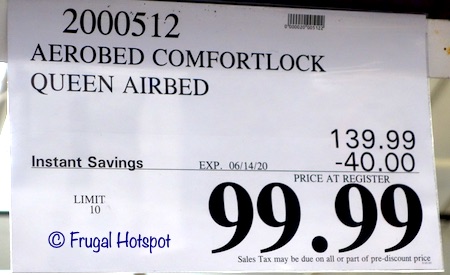 2000512
AEROBED COMFORTLOCK
QUEEN AIRBED
139.99
Instant Savings EXP. 06/14/20 -40.00
PRICE AT REGISTER
LIMIT
10
99.99
© Frugal Hotspot
Sales Tax may be due on all or part of pre-discount price